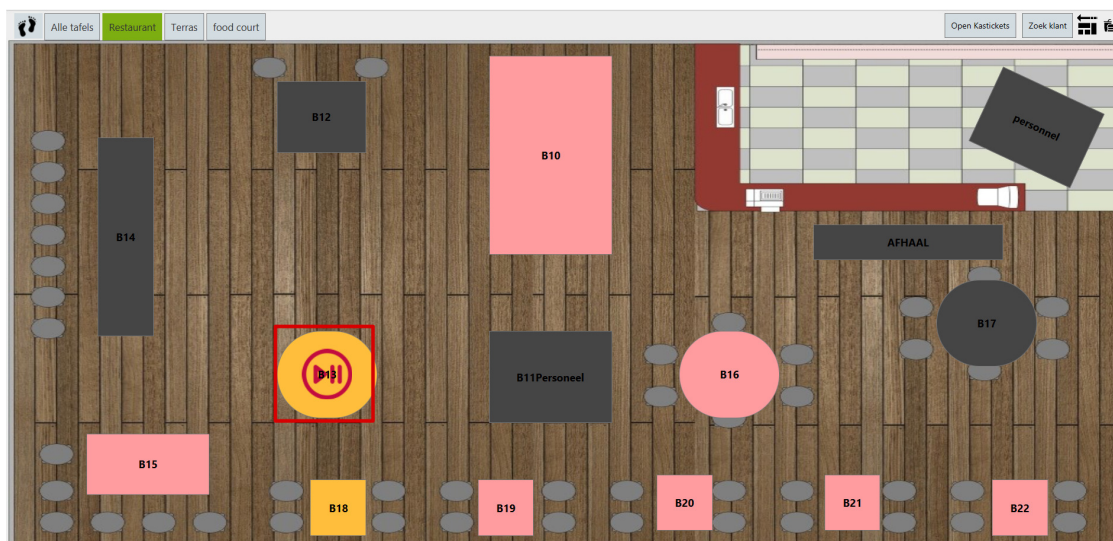 Alle tafels Restaurant Terras food court Open Kastickets Zoek klant
B12
B10
personnel
B14
AFHAAL
B17
B13
B11Personeel
B16
B15
B18
B19
B20
B21
B22